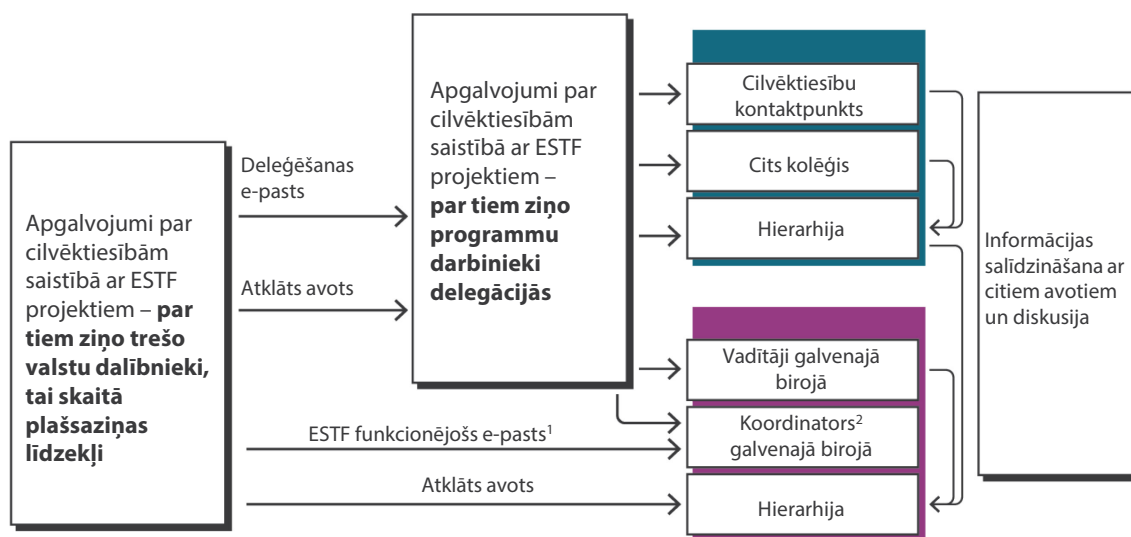 Apgalvojumi par
cilvēktiesībām
saistībā ar ESTF
projektiem – par
tiem ziņo trešo
valstu dalībnieki,
tai skaitā
plašsaziņas
līdzekļi
Deleģēšanas
e-pasts
Atklāts avots
ESTF funkcionējošs e-pasts¹
Atklāts avots
Apgalvojumi par
cilvēktiesībām
saistībā ar ESTF
projektiem –
par tiem ziņo
programmu
darbinieki
delegācijās
Cilvēktiesību
kontaktpunkts
Cits kolēģis
Hierarhija
Vadītāji galvenajā
birojā
Koordinators²
galvenajā birojā
Hierarhija
Informācijas
salīdzināšana ar
citiem avotiem
un diskusija